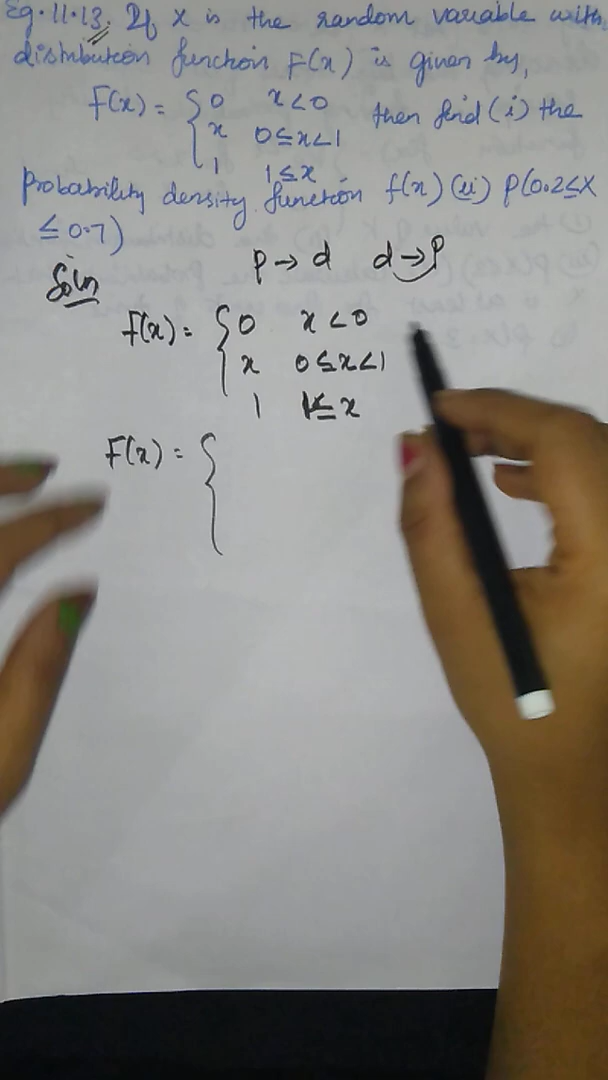 Eg.11.13. If X is the random variable with
distribution function F(x) is given by,
F(x) = { 0 x<0
x 0≤x<1 then find (i) the
1 1≤x
Probability density function f(x) (ii) P(0.2≤X
≤0.7)
Soln
P→d d→P
F(x) = { 0 x<0
x 0≤x<1
1 1≤x
F(x) = {